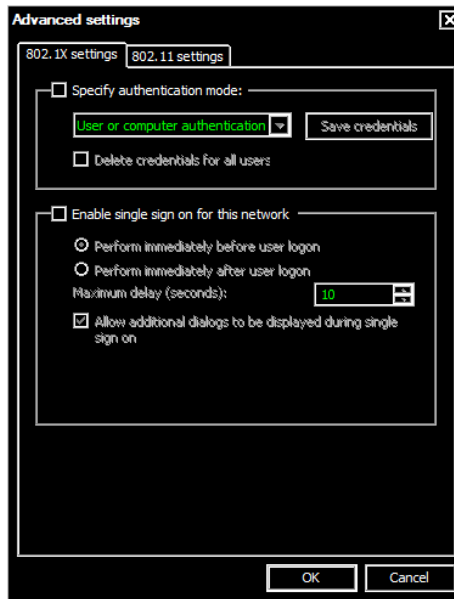 Advanced settings
802.1X settings
802.11 settings
Specify authentication mode:
User or computer authentication
Save credentials
Delete credentials for all users
Enable single sign on for this network
Perform immediately before user logon
Perform immediately after user logon
Maximum delay (seconds):
10
Allow additional dialogs to be displayed during single
sign on
OK
Cancel